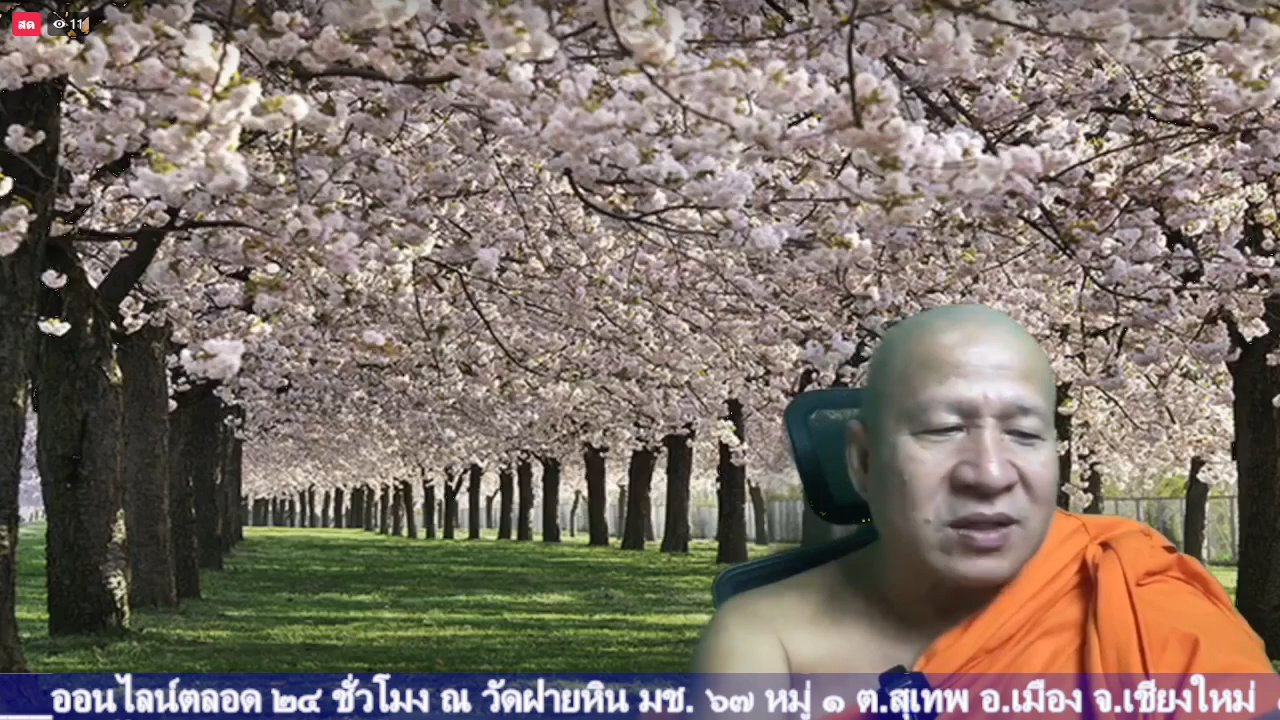 สด 11
ออนไลน์ตลอด ๒๔ ชั่วโมง ณ วัดฝายหิน มช. ๖๗ หมู่ ๑ ต.สุเทพ อ.เมือง จ.เชียงใหม่